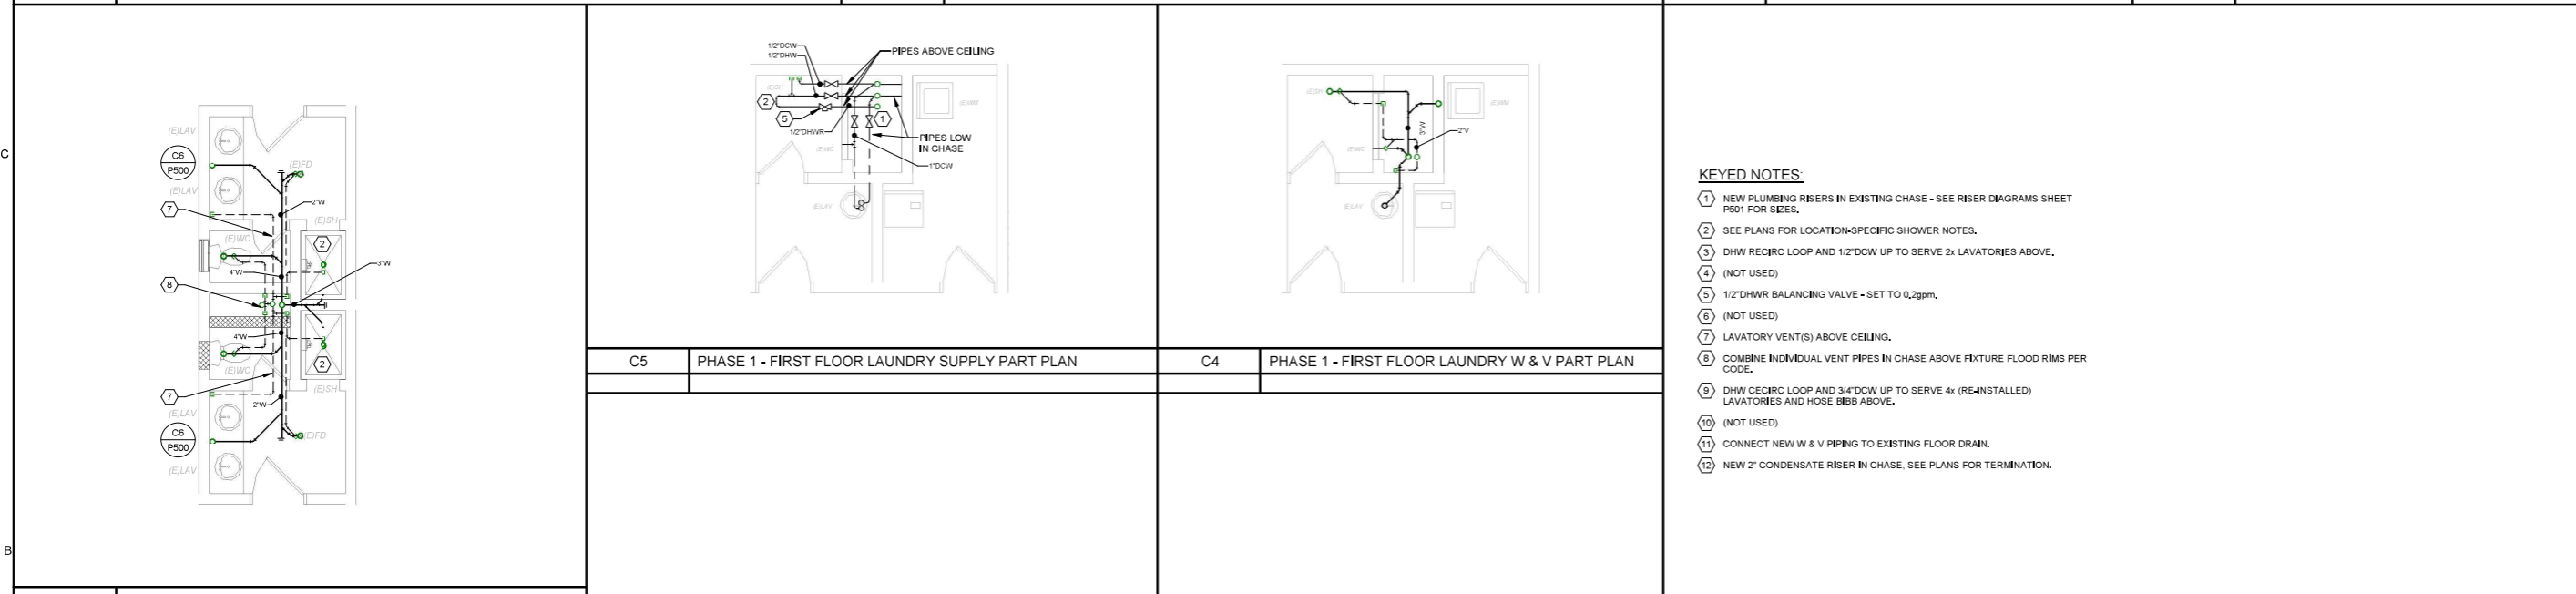 C
B
(E)LAV
C6
P500
(E)FD
(E)LAV
7
2"W
(E)SH
(E)WC
2
4"W
3"W
8
4"W
2
(E)WC
(E)SH
7
2"W
(E)LAV
C6
P500
(E)FD
(E)LAV
1/2"DCW
1/2"DHW
PIPES ABOVE CEILING
(E)SH
2
5
1
1/2"DHWR
PIPES LOW
IN CHASE
(E)WC
1"DCW
(E)LAV
C5
PHASE 1 - FIRST FLOOR LAUNDRY SUPPLY PART PLAN
(E)SH
3"W
2"V
(E)WC
(E)LAV
C4
PHASE 1 - FIRST FLOOR LAUNDRY W & V PART PLAN
KEYED NOTES:
1 NEW PLUMBING RISERS IN EXISTING CHASE - SEE RISER DIAGRAMS SHEET
P501 FOR SIZES.
2 SEE PLANS FOR LOCATION-SPECIFIC SHOWER NOTES.
3 DHW RECIRC LOOP AND 1/2"DCW UP TO SERVE 2x LAVATORIES ABOVE.
4 (NOT USED)
5 1/2"DHWR BALANCING VALVE - SET TO 0.2gpm.
6 (NOT USED)
7 LAVATORY VENT(S) ABOVE CEILING.
8 COMBINE INDIVIDUAL VENT PIPES IN CHASE ABOVE FIXTURE FLOOD RIMS PER
CODE.
9 DHW CECIRC LOOP AND 3/4"DCW UP TO SERVE 4x (RE-INSTALLED)
LAVATORIES AND HOSE BIBB ABOVE.
10 (NOT USED)
11 CONNECT NEW W & V PIPING TO EXISTING FLOOR DRAIN.
12 NEW 2" CONDENSATE RISER IN CHASE, SEE PLANS FOR TERMINATION.